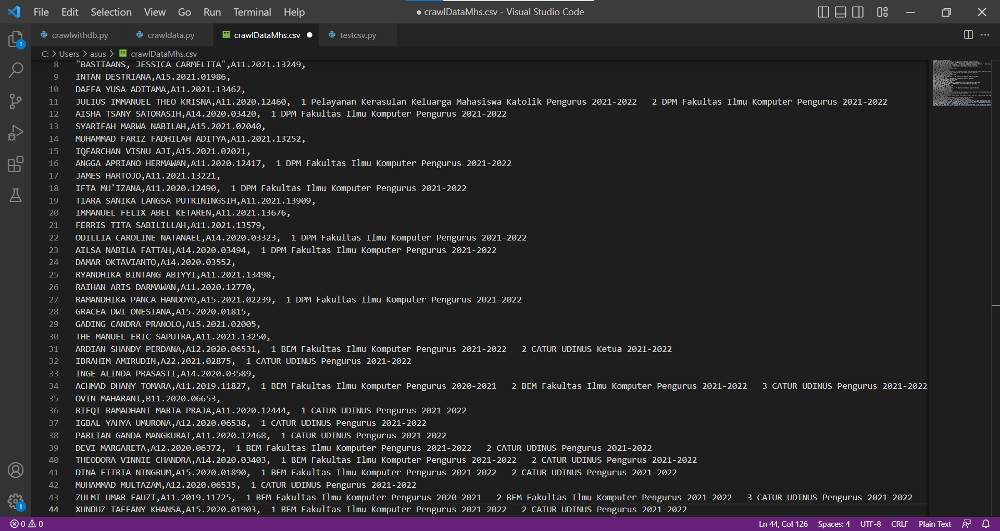 File Edit Selection View Go Run Terminal Help ● crawlDataMhs.csv - Visual Studio Code
crawlwithdb.py crawldata.py crawlDataMhs.csv ● testcsv.py
C: > Users > asus > crawlDataMhs.csv
8 "BASTIAANS, JESSICA CARMELITA",A11.2021.13249,
9 INTAN DESTRIANA,A15.2021.01986,
10 DAFFA YUSA ADITAMA,A11.2021.13462,
11 JULIUS IMMANUEL THEO KRISNA,A11.2020.12460, 1 Pelayanan Kerasulan Keluarga Mahasiswa Katolik Pengurus 2021-2022 2 DPM Fakultas Ilmu Komputer Pengurus 2021-2022
12 AISHA TSANY SATORASIH,A14.2020.03420, 1 DPM Fakultas Ilmu Komputer Pengurus 2021-2022
13 SYARIFAH MARWA NABILAH,A15.2021.02040,
14 MUHAMMAD FARIZ FADHILAH ADITYA,A11.2021.13252,
15 IQFARCHAN VISNU AJI,A15.2021.02021,
16 ANGGA APRIANO HERMAWAN,A11.2020.12417, 1 DPM Fakultas Ilmu Komputer Pengurus 2021-2022
17 JAMES HARTOJO,A11.2021.13221,
18 IFTA MU'IZANA,A11.2020.12490, 1 DPM Fakultas Ilmu Komputer Pengurus 2021-2022
19 TIARA SANIKA LANGSA PUTRININGSIH,A11.2021.13909,
20 IMMANUEL FELIX ABEL KETAREN,A11.2021.13676,
21 FERRIS TITA SABILILLAH,A11.2021.13579,
22 ODILLIA CAROLINE NATANAEL,A14.2020.03323, 1 DPM Fakultas Ilmu Komputer Pengurus 2021-2022
23 AILSA NABILA FATTAH,A14.2020.03494, 1 DPM Fakultas Ilmu Komputer Pengurus 2021-2022
24 DAMAR OKTAVIANTO,A14.2020.03552,
25 RYANDHIKA BINTANG ABIYYI,A11.2021.13498,
26 RAIHAN ARIS DARMAWAN,A11.2020.12770,
27 RAMANDHIKA PANCA HANDOYO,A15.2021.02239, 1 DPM Fakultas Ilmu Komputer Pengurus 2021-2022
28 GRACEA DWI ONESIANA,A15.2020.01815,
29 GADING CANDRA PRANOLO,A15.2021.02005,
30 THE MANUEL ERIC SAPUTRA,A11.2021.13250,
31 ARDIAN SHANDY PERDANA,A12.2020.06531, 1 BEM Fakultas Ilmu Komputer Pengurus 2021-2022 2 CATUR UDINUS Ketua 2021-2022
32 IBRAHIM AMIRUDIN,A22.2021.02875, 1 CATUR UDINUS Pengurus 2021-2022
33 INGE ALINDA PRASASTI,A14.2020.03589,
34 ACHMAD DHANY TOMARA,A11.2019.11827, 1 BEM Fakultas Ilmu Komputer Pengurus 2020-2021 2 BEM Fakultas Ilmu Komputer Pengurus 2021-2022 3 CATUR UDINUS Pengurus 2021-2022
35 OVIN MAHARANI,B11.2020.06653,
36 RIFQI RAMADHANI MARTA PRAJA,A11.2020.12444, 1 CATUR UDINUS Pengurus 2021-2022
37 IGBAL YAHYA UMURONA,A12.2020.06538, 1 CATUR UDINUS Pengurus 2021-2022
38 PARLIAN GANDA MANGKURAI,A11.2020.12468, 1 CATUR UDINUS Pengurus 2021-2022
39 DEVI MARGARETA,A12.2020.06372, 1 BEM Fakultas Ilmu Komputer Pengurus 2021-2022 2 CATUR UDINUS Pengurus 2021-2022
40 THEODORA VINNIE CHANDRA,A14.2020.03403, 1 BEM Fakultas Ilmu Komputer Pengurus 2021-2022 2 CATUR UDINUS Pengurus 2021-2022
41 DINA FITRIA NINGRUM,A15.2020.01890, 1 BEM Fakultas Ilmu Komputer Pengurus 2021-2022 2 CATUR UDINUS Pengurus 2021-2022
42 MUHAMMAD MULTAZAM,A12.2020.06535, 1 CATUR UDINUS Pengurus 2021-2022
43 ZULMI UMAR FAUZI,A11.2019.11725, 1 BEM Fakultas Ilmu Komputer Pengurus 2020-2021 2 BEM Fakultas Ilmu Komputer Pengurus 2021-2022 3 CATUR UDINUS Pengurus 2021-2022
44 XUNDUZ TAFFANY KHANSA,A15.2020.01903, 1 BEM Fakultas Ilmu Komputer Pengurus 2021-2022 2 CATUR UDINUS Pengurus 2021-2022
1
1
0 0 Ln 44, Col 126 Spaces: 4 UTF-8 CRLF Plain Text